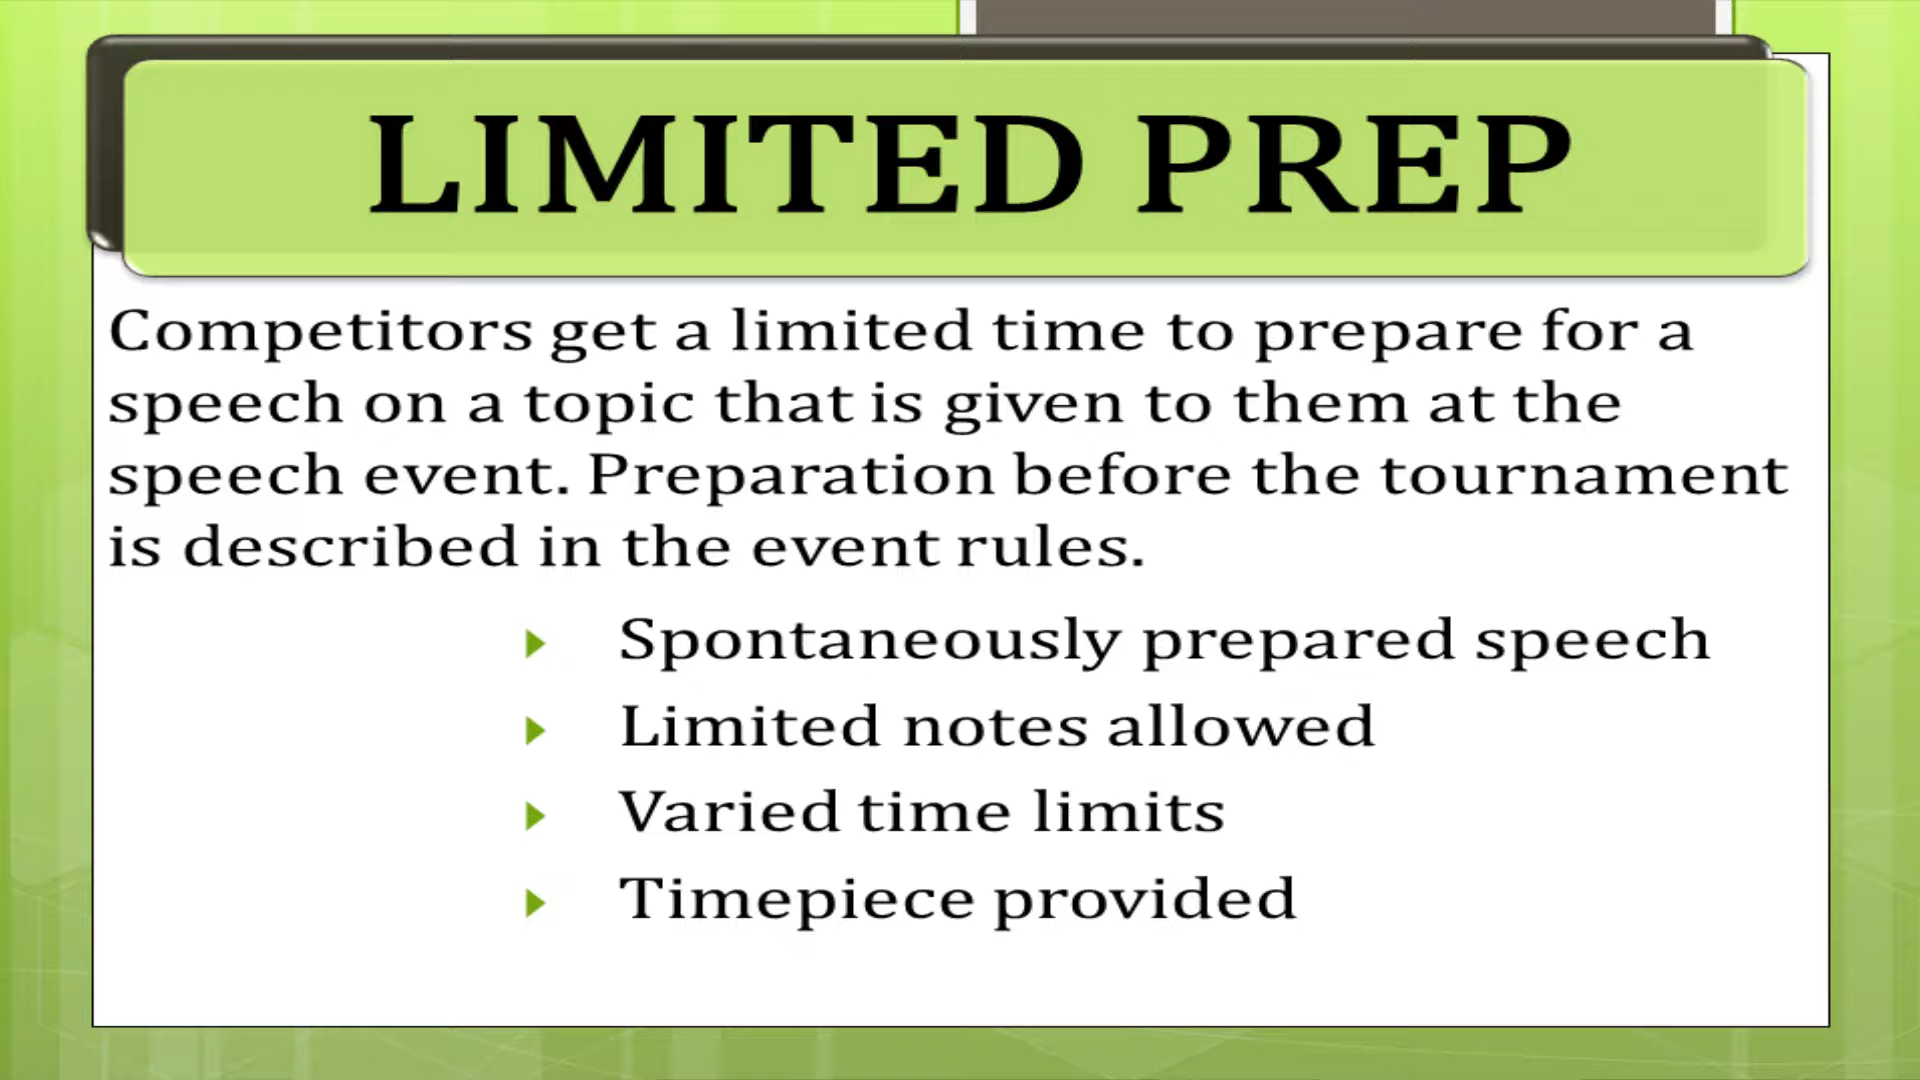 LIMITED PREP
Competitors get a limited time to prepare for a
speech on a topic that is given to them at the
speech event. Preparation before the tournament
is described in the event rules.
Spontaneously prepared speech
Limited notes allowed
Varied time limits
Timepiece provided